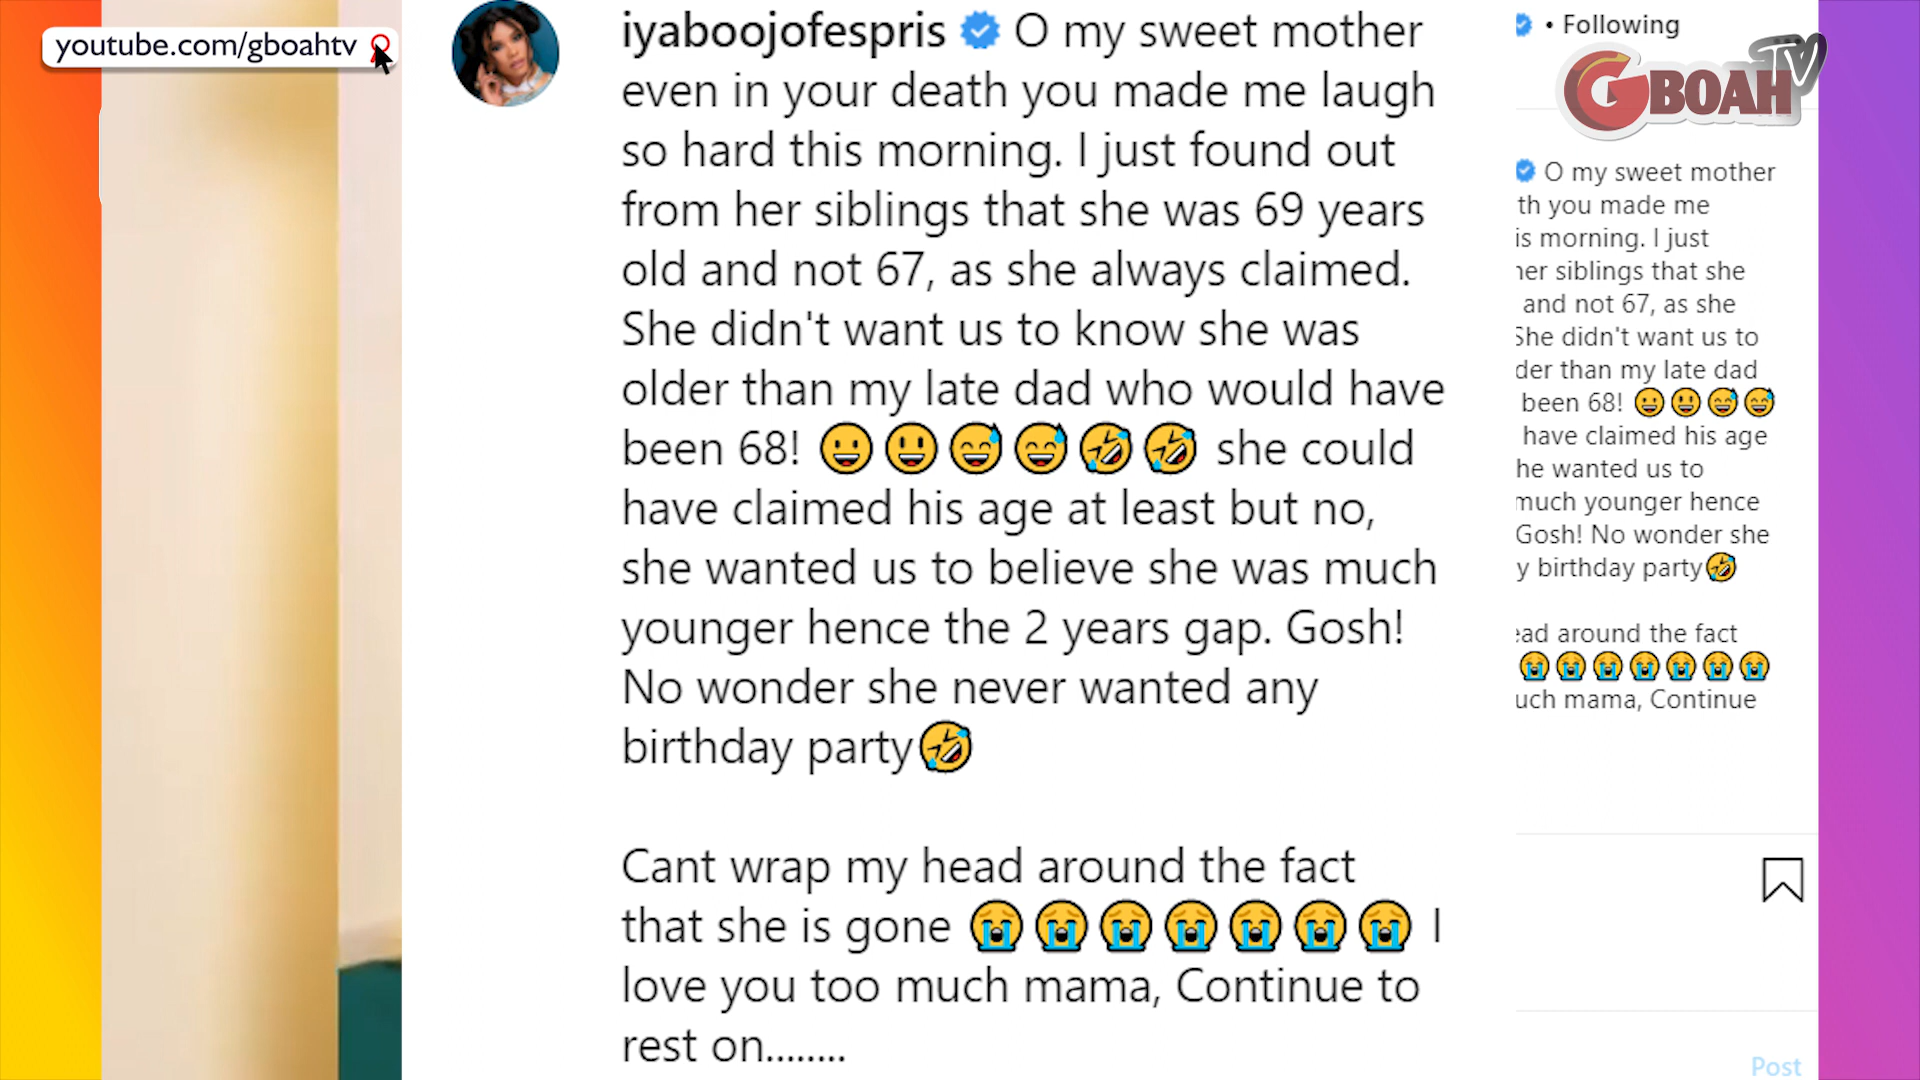 youtube.com/gboahtv
iyaboojofespris O my sweet mother
even in your death you made me laugh
so hard this morning. I just found out
from her siblings that she was 69 years
old and not 67, as she always claimed.
She didn't want us to know she was
older than my late dad who would have
been 68! 😀😃😅😅🤣🤣 she could
have claimed his age at least but no,
she wanted us to believe she was much
younger hence the 2 years gap. Gosh!
No wonder she never wanted any
birthday party🤣
Cant wrap my head around the fact
that she is gone 😭😭😭😭😭😭😭 I
love you too much mama, Continue to
rest on........
• Following
GBOAH TV
O my sweet mother
th you made me
is morning. I just
her siblings that she
and not 67, as she
She didn't want us to
der than my late dad
been 68! 😀😃😅😅
have claimed his age
he wanted us to
much younger hence
Gosh! No wonder she
y birthday party🤣
ead around the fact
😭😭😭😭😭😭😭
uch mama, Continue
Post